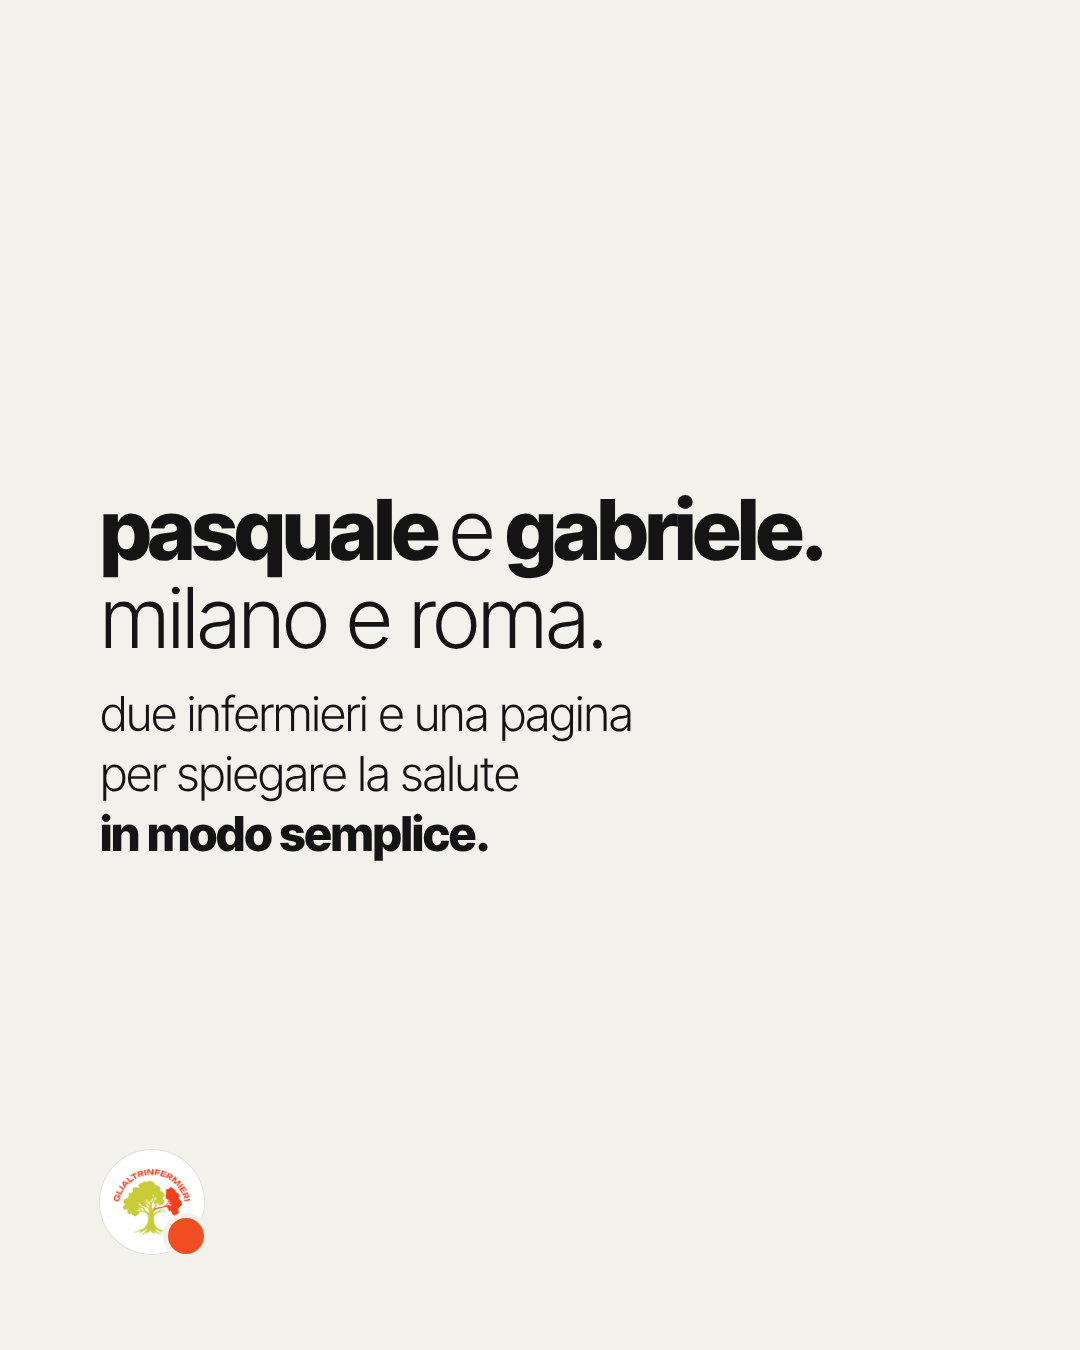 pasquale e gabriele.
milano e roma.
due infermieri e una pagina
per spiegare la salute
in modo semplice.
GLIALTRINFERMIERI